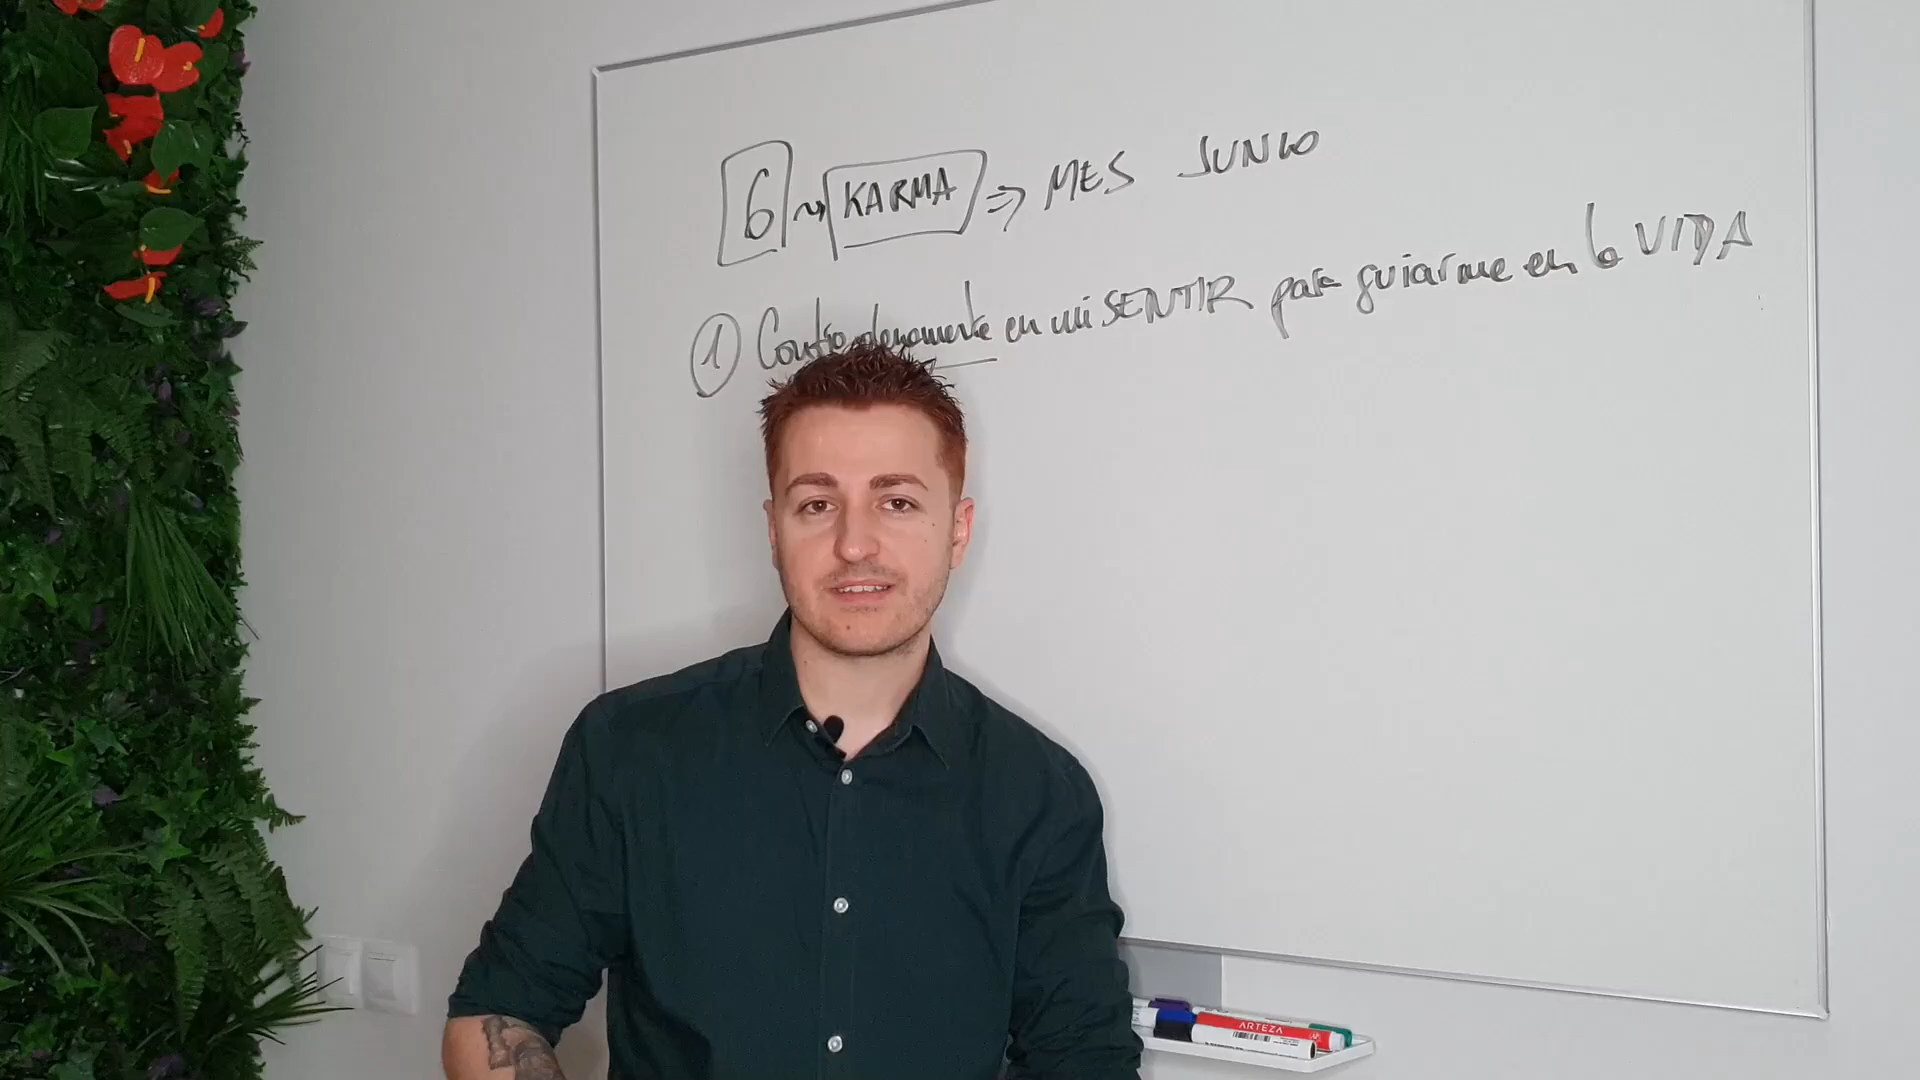 6 → KARMA ⇒ MES JUNIO
1 Confío plenamente en mi SENTIR para guiarme en la VIDA
ARTEZA